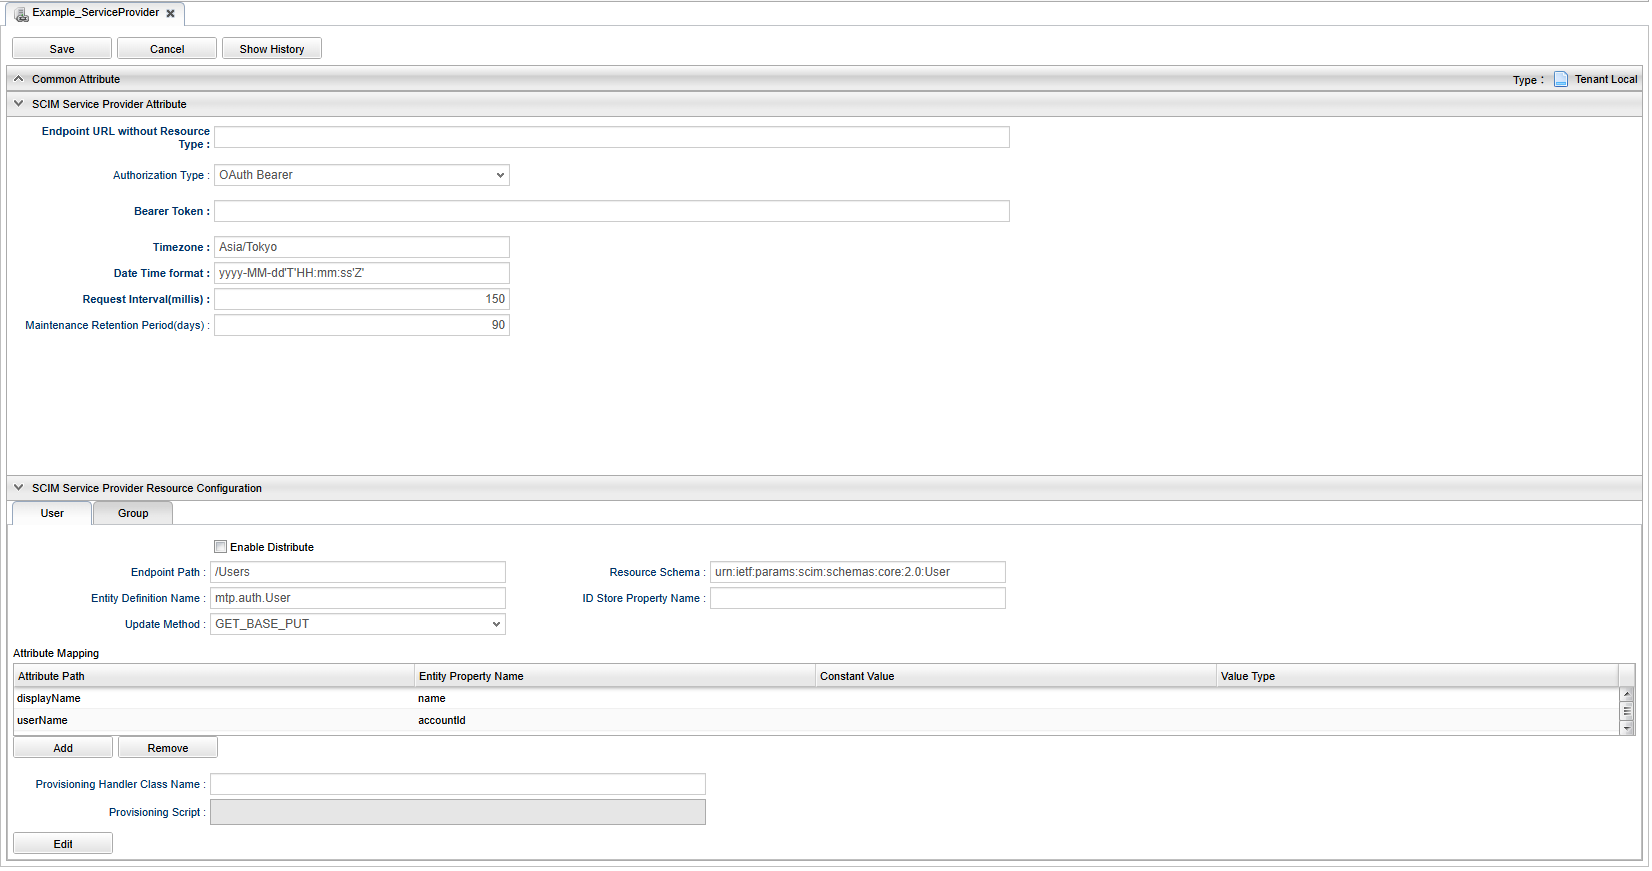 Example_ServiceProvider
Save Cancel Show History
Common Attribute Type : Tenant Local
SCIM Service Provider Attribute
Endpoint URL without Resource
Type :
Authorization Type : OAuth Bearer
Bearer Token :
Timezone : Asia/Tokyo
Date Time format : yyyy-MM-dd'T'HH:mm:ss'Z'
Request Interval(millis) : 150
Maintenance Retention Period(days) : 90
SCIM Service Provider Resource Configuration
User Group
Enable Distribute
Endpoint Path : /Users Resource Schema : urn:ietf:params:scim:schemas:core:2.0:User
Entity Definition Name : mtp.auth.User ID Store Property Name :
Update Method : GET_BASE_PUT
Attribute Mapping
Attribute Path Entity Property Name Constant Value Value Type
displayName name
userName accountId
Add Remove
Provisioning Handler Class Name :
Provisioning Script :
Edit